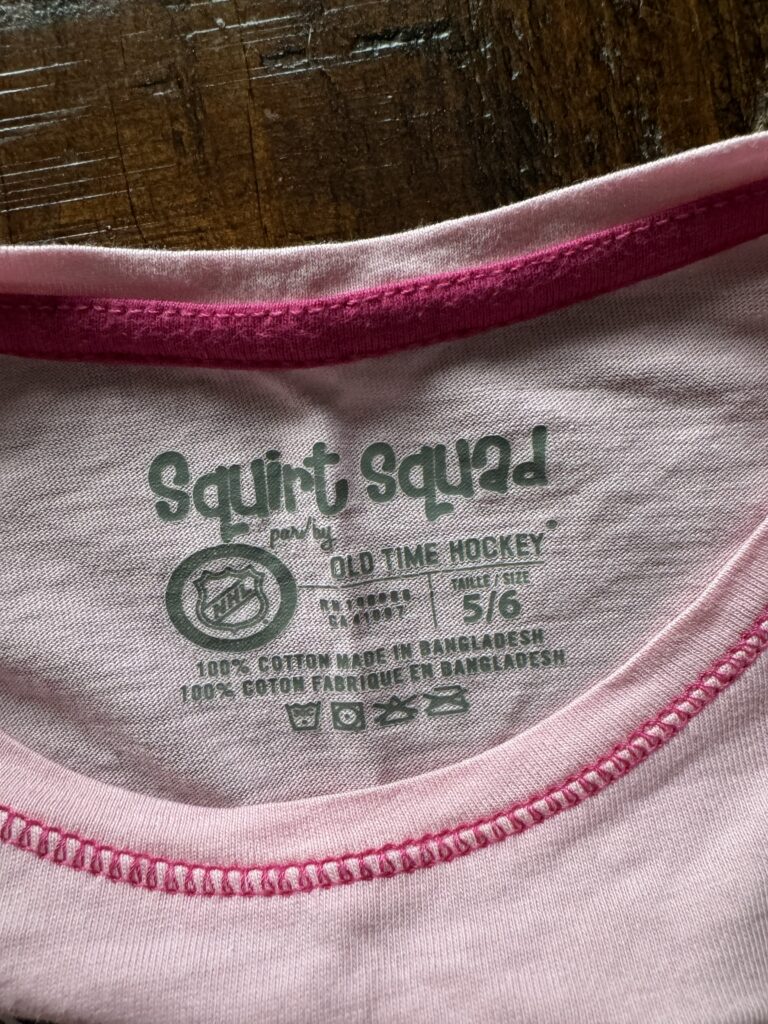 Squirt Squad
par/by
OLD TIME HOCKEY®
NHL
TAILLE / SIZE
5/6
100% COTTON MADE IN BANGLADESH
100% COTON FABRIQUE EN BANGLADESH